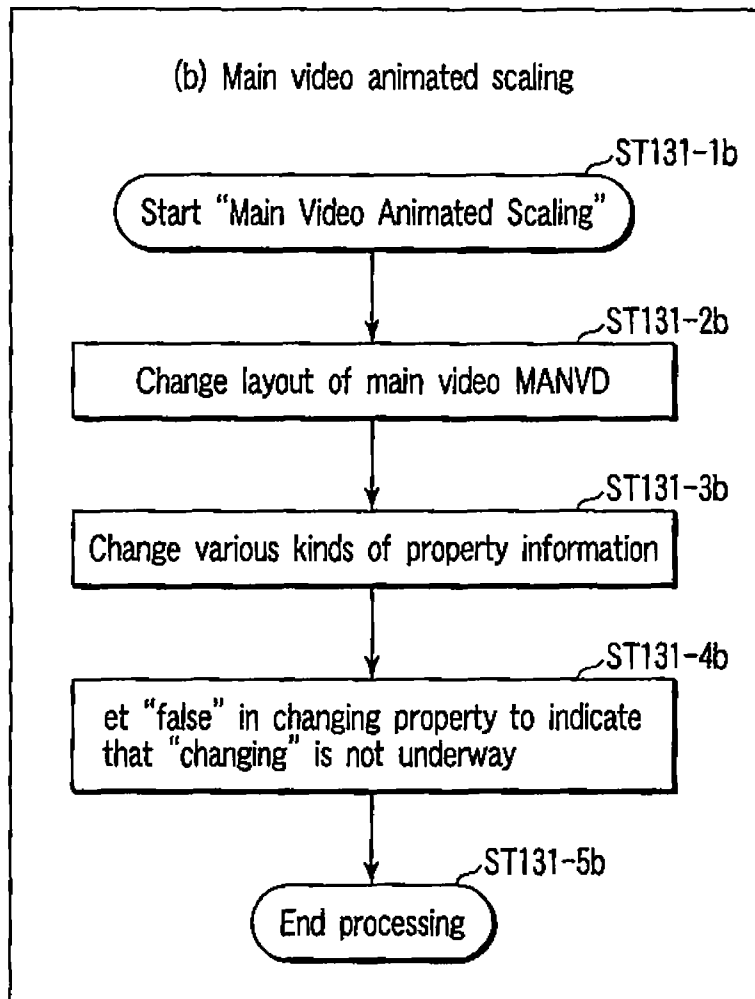 (b) Main video animated scaling
ST131-1b
Start “Main Video Animated Scaling”
ST131-2b
Change layout of main video MANVD
ST131-3b
Change various kinds of property information
ST131-4b
et “false” in changing property to indicate
that “changing” is not underway
ST131-5b
End processing